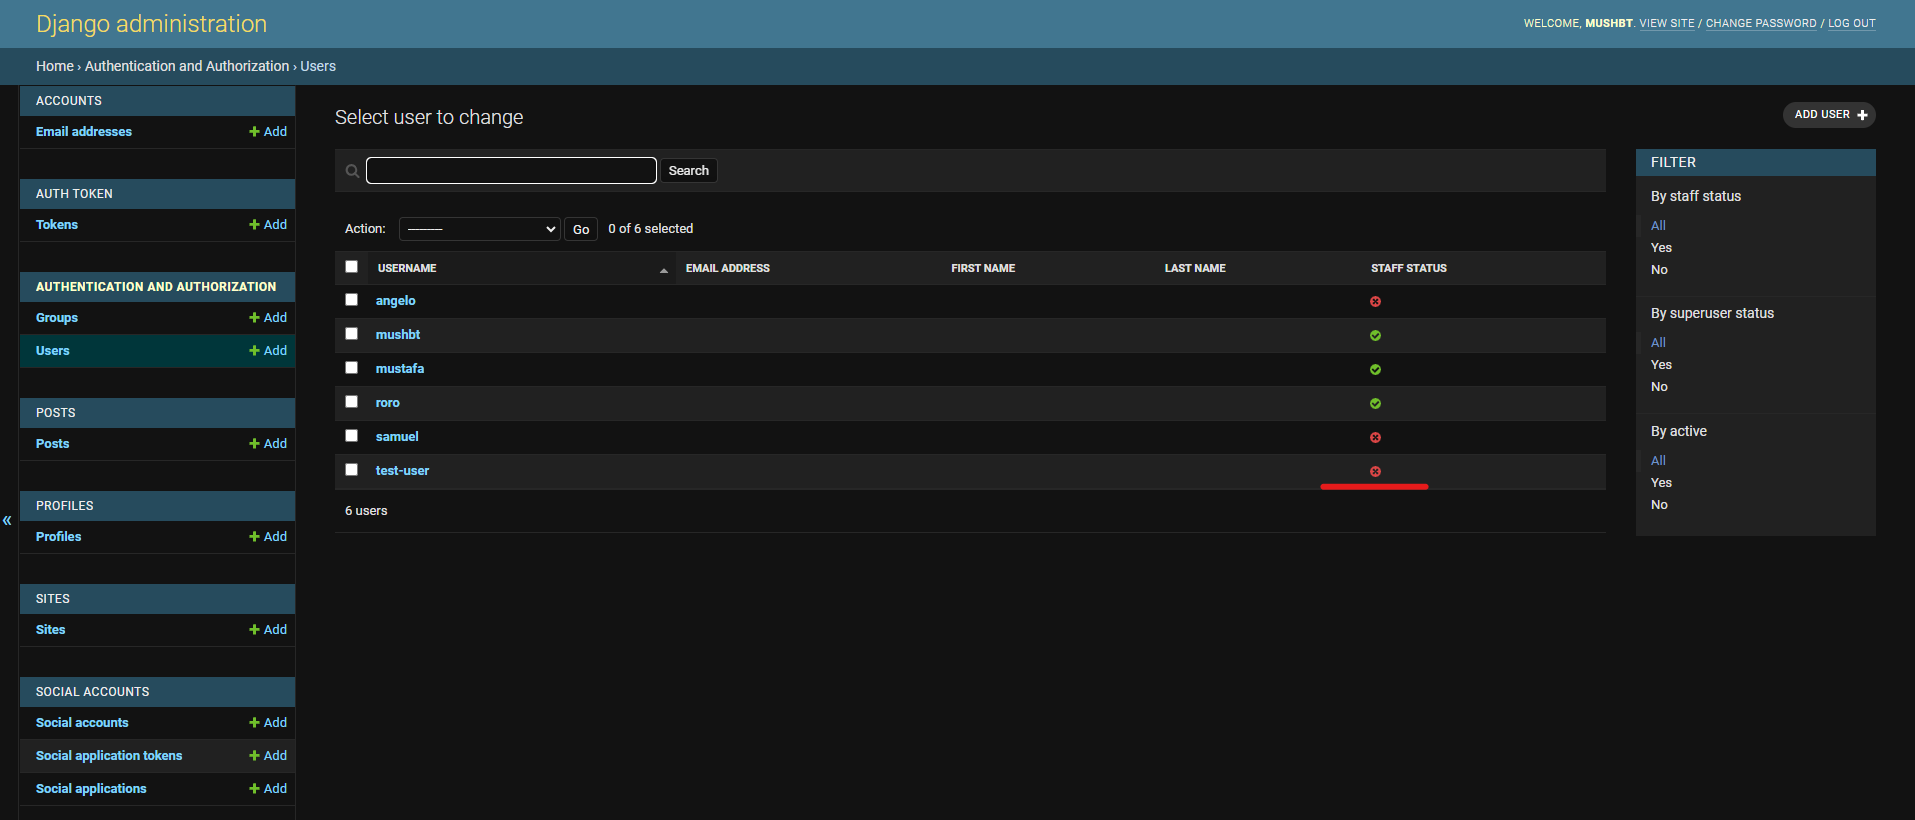 Django administration
WELCOME, MUSHBT. VIEW SITE / CHANGE PASSWORD / LOG OUT
Home › Authentication and Authorization › Users
ACCOUNTS
Email addresses
Add
AUTH TOKEN
Tokens
Add
AUTHENTICATION AND AUTHORIZATION
Groups
Add
Users
Add
POSTS
Posts
Add
PROFILES
Profiles
Add
SITES
Sites
Add
SOCIAL ACCOUNTS
Social accounts
Add
Social application tokens
Add
Social applications
Add
«
Select user to change
ADD USER
Search
Action: --------- Go 0 of 6 selected
USERNAME EMAIL ADDRESS FIRST NAME LAST NAME STAFF STATUS
angelo
mushbt
mustafa
roro
samuel
test-user
6 users
FILTER
By staff status
All
Yes
No
By superuser status
All
Yes
No
By active
All
Yes
No